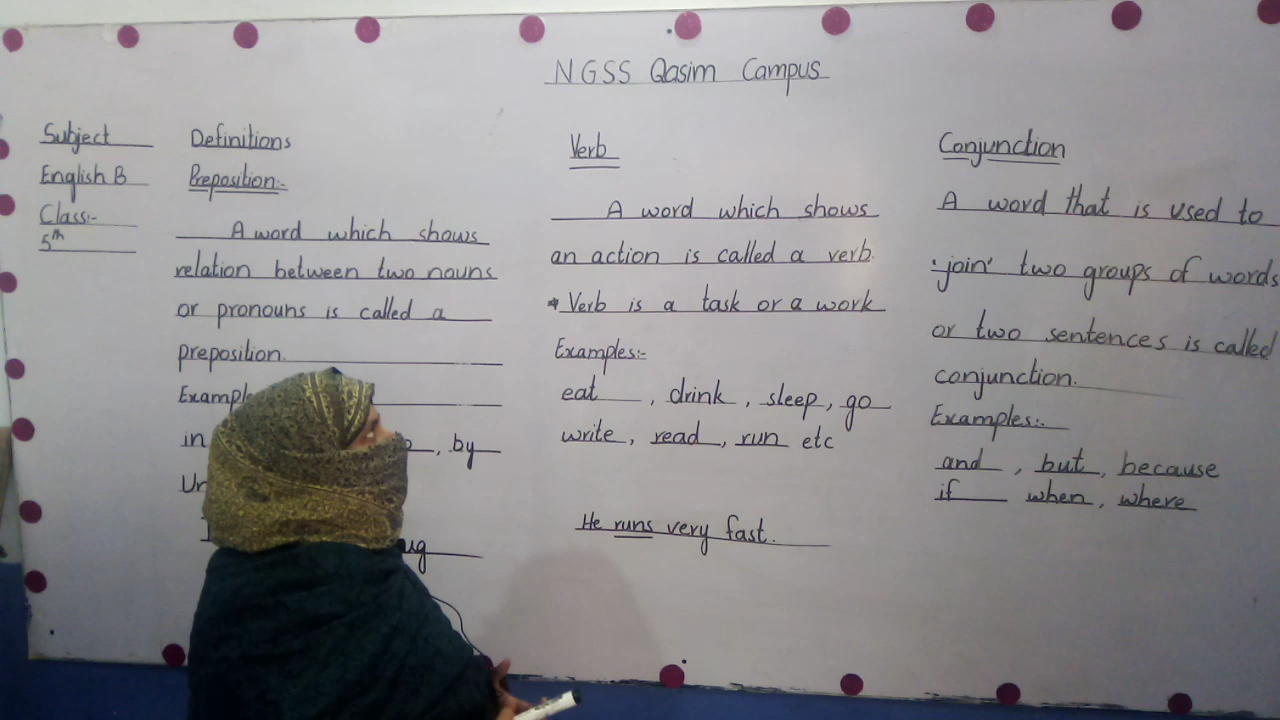 NGSS Qasim Campus
Subject
English B
Class:-
5th
Definitions
Preposition:-
A word which shows
relation between two nouns
or pronouns is called a
preposition.
in , by
Verb
A word which shows
an action is called a verb.
* Verb is a task or a work
Examples:-
eat , drink , sleep, go
write , read , run etc
He runs very fast.
Conjunction
A word that is used to
'join' two groups of words
or two sentences is called
conjunction.
Examples:-
and , but , because
if when , where